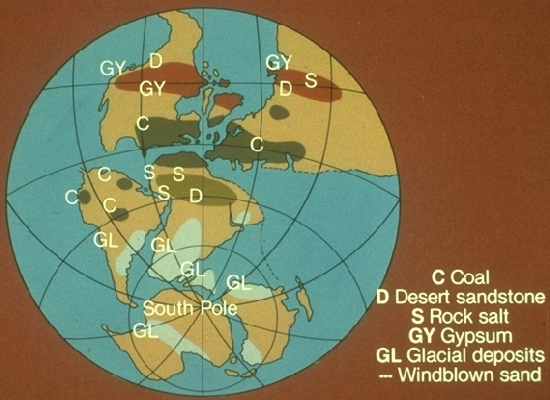 GY
D
GY
GY
S
D
C
C
C
S
S
C
C
S
D
GL
GL
GL
GL
South Pole
GL
C Coal
D Desert sandstone
S Rock salt
GY Gypsum
GL Glacial deposits
--- Windblown sand